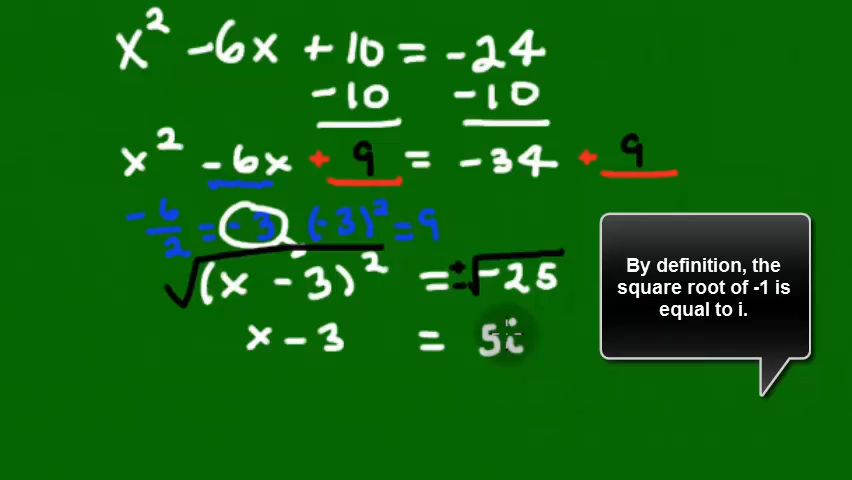 x² - 6x + 10 = -24
-10 -10
x² - 6x + 9 = -34 + 9
-6/2 = -3 (-3)² = 9
√(x - 3)² = ±√-25
x - 3 = 5i
By definition, the
square root of -1 is
equal to i.